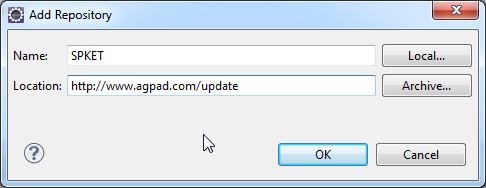 Add Repository
Name: SPKET Local...
Location: http://www.agpad.com/update Archive...
? OK Cancel